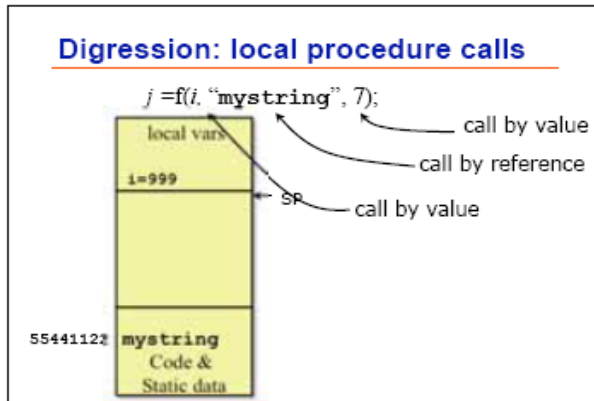 Digression: local procedure calls
j =f(i, “mystring”, 7);
local vars
call by value
call by reference
i=999
SP
call by value
55441122 mystring
Code &
Static data